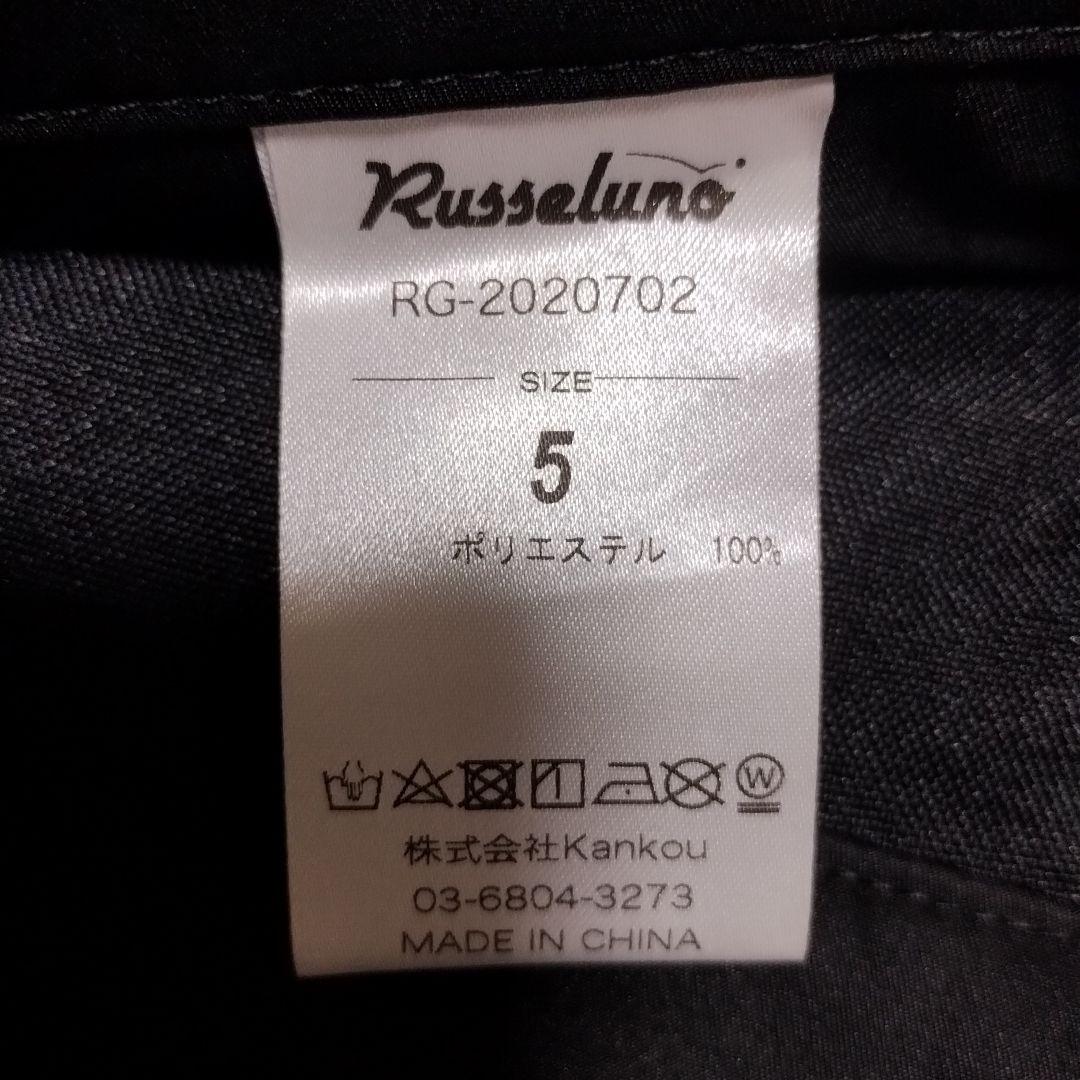 Russeluno
RG-2020702
SIZE
5
ポリエステル 100%
W
株式会社Kankou
03-6804-3273
MADE IN CHINA